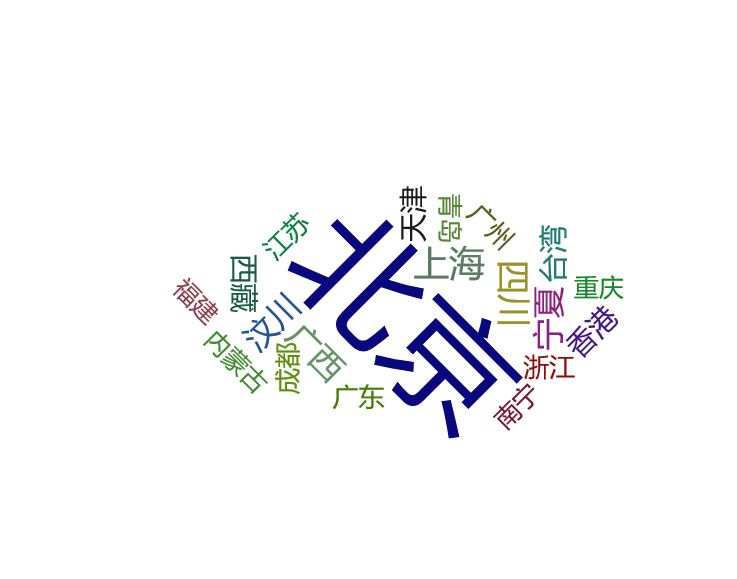 天津
青岛
广州
江苏
台湾
上海
西藏
四川
北京
重庆
福建
宁夏
汶川
香港
广西
内蒙古
成都
浙江
广东
南宁